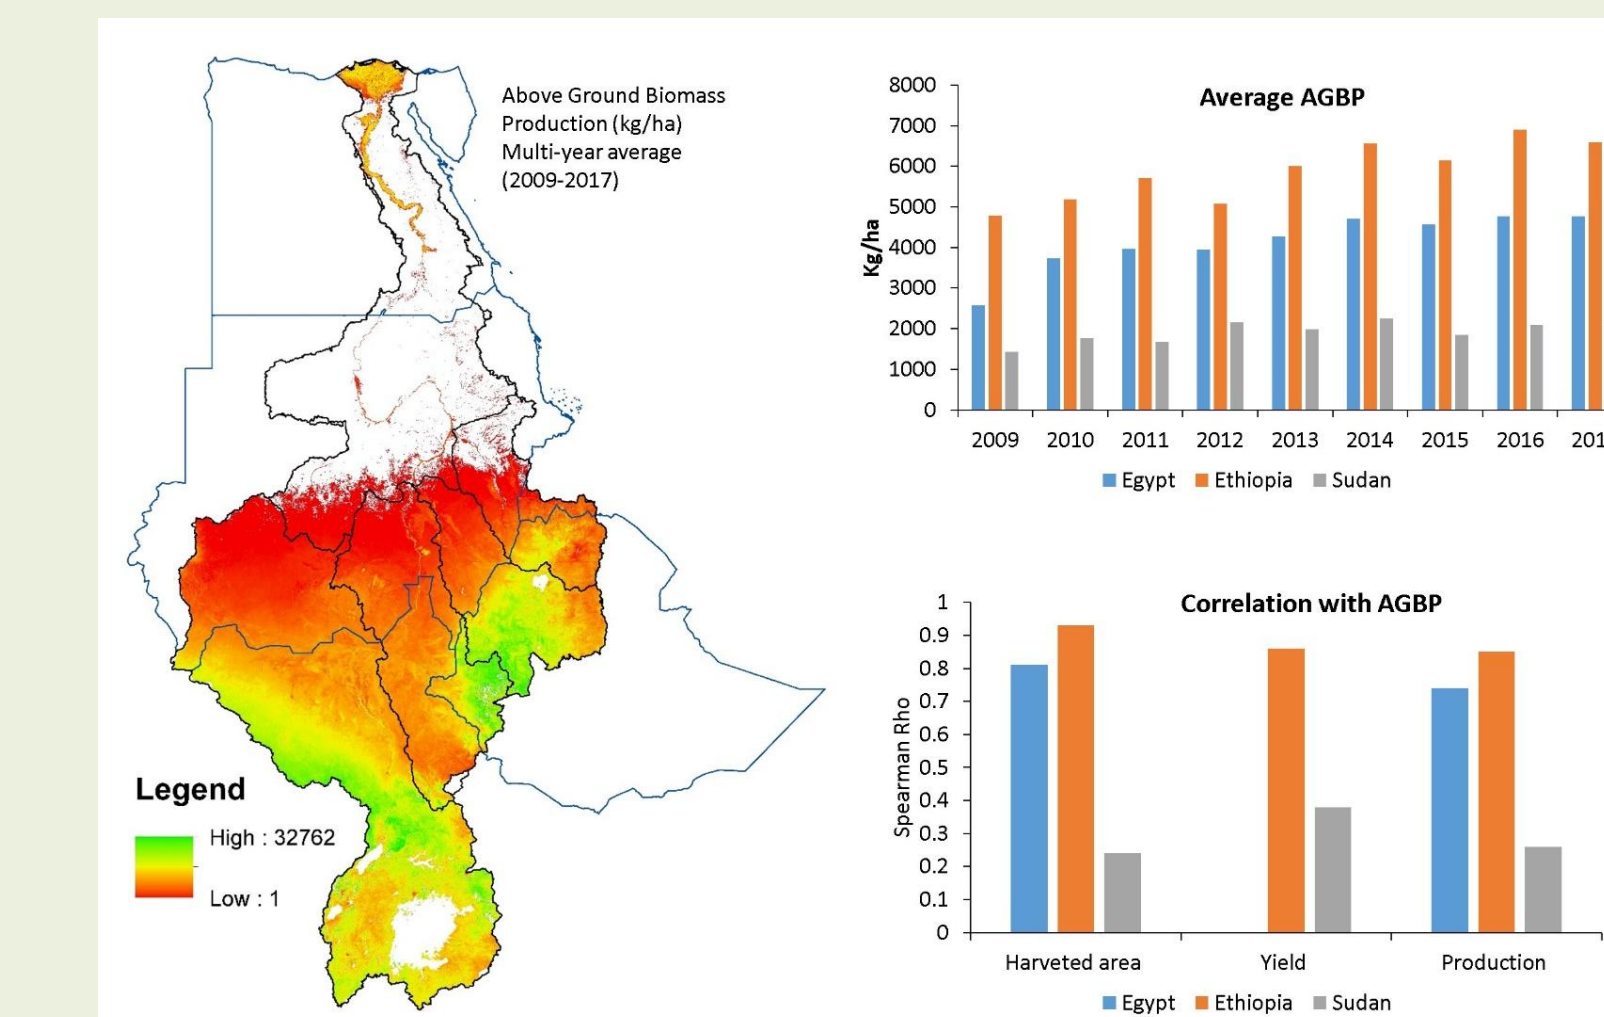 Above Ground Biomass
Production (kg/ha)
Multi-year average
(2009-2017)
Legend
High : 32762
Low : 1
Average AGBP
Kg/ha
8000
7000
6000
5000
4000
3000
2000
1000
0
2009 2010 2011 2012 2013 2014 2015 2016 201
Egypt Ethiopia Sudan
Correlation with AGBP
Spearman Rho
1
0.9
0.8
0.7
0.6
0.5
0.4
0.3
0.2
0.1
0
Harveted area Yield Production
Egypt Ethiopia Sudan